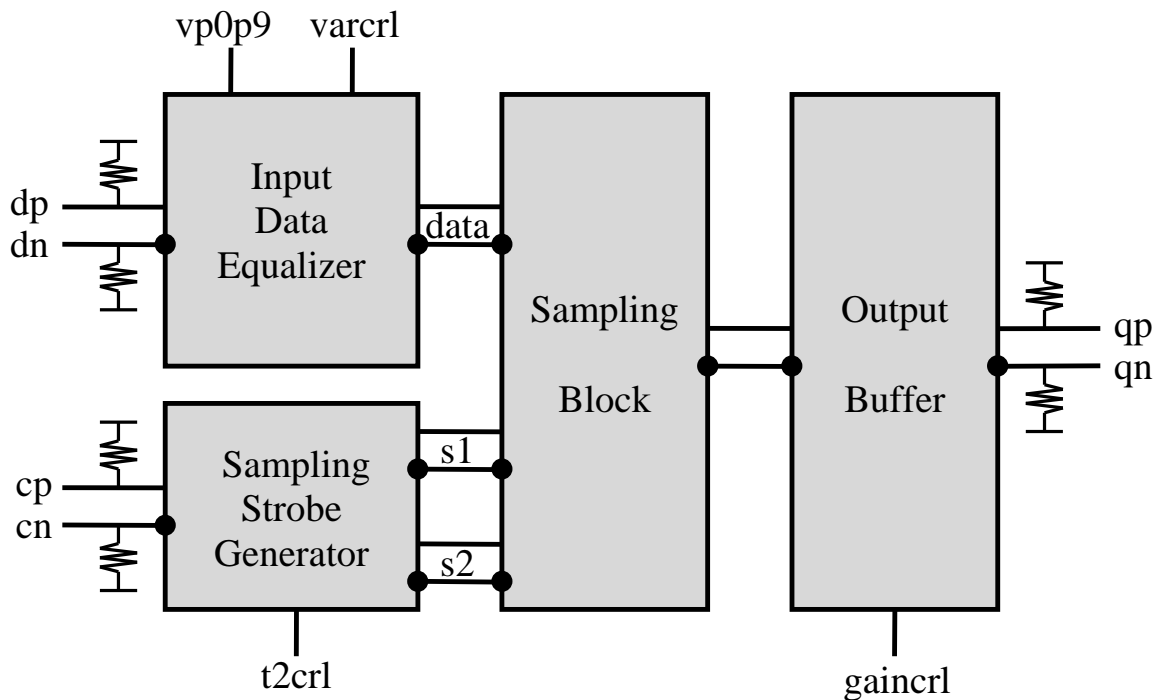 vp0p9 varcrl
dp
dn
Input
Data
Equalizer
data
Sampling
Block
Output
Buffer
qp
qn
cp
cn
Sampling
Strobe
Generator
s1
s2
t2crl
gaincrl